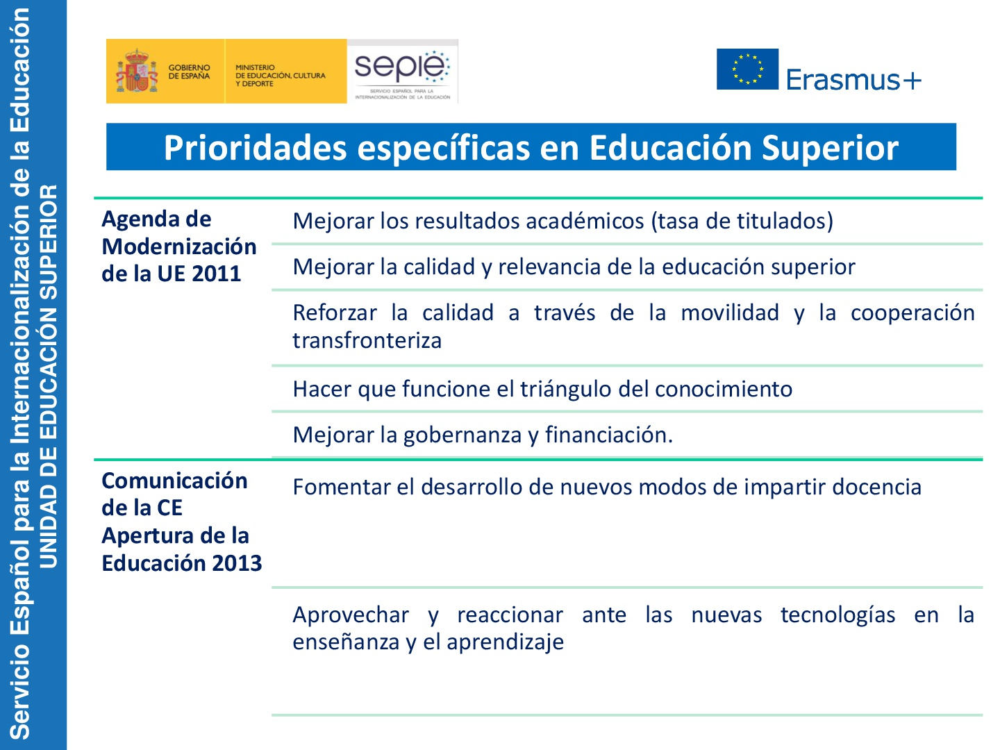 Servicio Español para la Internacionalización de la Educación
UNIDAD DE EDUCACIÓN SUPERIOR
GOBIERNO
DE ESPAÑA
MINISTERIO
DE EDUCACIÓN, CULTURA
Y DEPORTE
sepie
SERVICIO ESPAÑOL PARA LA
INTERNACIONALIZACIÓN DE LA EDUCACIÓN
Erasmus+
Prioridades específicas en Educación Superior
Agenda de
Modernización
de la UE 2011
Mejorar los resultados académicos (tasa de titulados)
Mejorar la calidad y relevancia de la educación superior
Reforzar la calidad a través de la movilidad y la cooperación
transfronteriza
Hacer que funcione el triángulo del conocimiento
Mejorar la gobernanza y financiación.
Comunicación
de la CE
Apertura de la
Educación 2013
Fomentar el desarrollo de nuevos modos de impartir docencia
Aprovechar y reaccionar ante las nuevas tecnologías en la
enseñanza y el aprendizaje